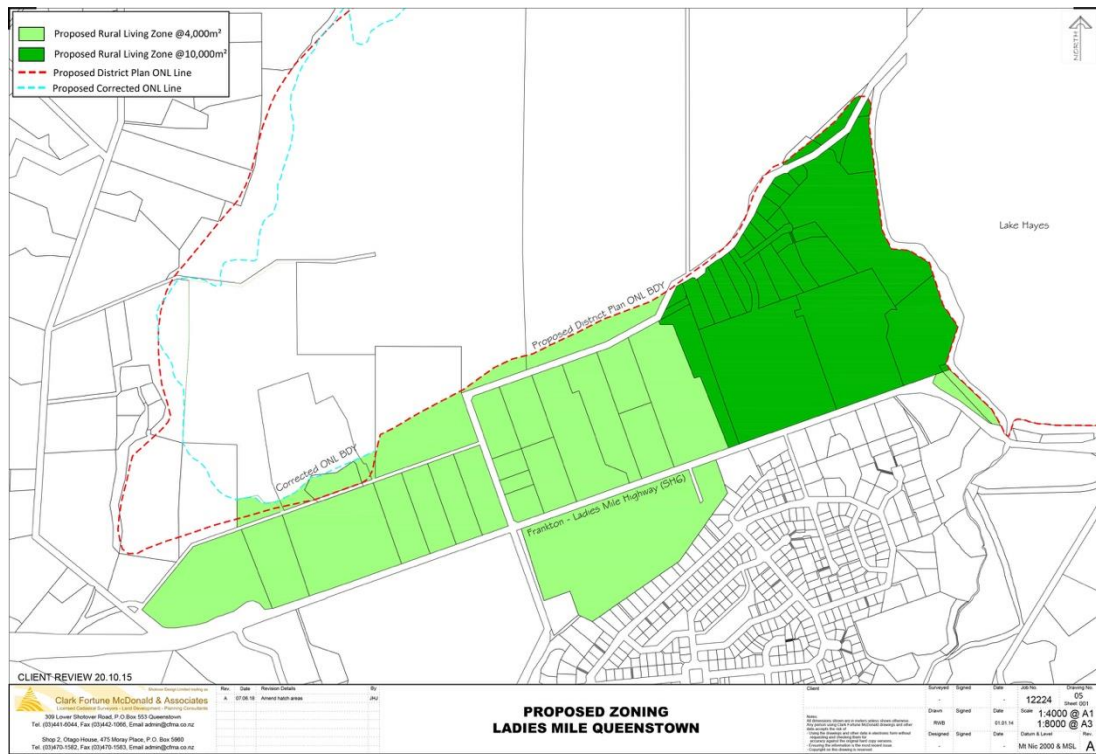 Proposed Rural Living Zone @4,000m²
Proposed Rural Living Zone @10,000m²
Proposed District Plan ONL Line
Proposed Corrected ONL Line
NORTH
Lake Hayes
Proposed District Plan ONL BDY
Corrected ONL BDY
Frankton - Ladies Mile Highway (SH6)
CLIENT REVIEW 20.10.15
Clark Fortune McDonald & Associates
Licensed Cadastral Surveyors - Land Development - Planning Consultants
309 Lower Shotover Road, P.O.Box 553 Queenstown
Tel. (03)441-6044, Fax (03)442-1066, Email admin@cfma.co.nz
Shop 2, Otago House, 475 Moray Place, P.O. Box 5960
Tel. (03)470-1582, Fax (03)470-1583, Email admin@cfma.co.nz
Rev. Date Revision Details By
A 07.06.16 Amend hatch areas JHJ
PROPOSED ZONING
LADIES MILE QUEENSTOWN
Client
Notes:
Surveyed Signed Date Job No. Drawing No.
- - 12224 05
Sheet 001
Drawn Signed Date Scale 1:4000 @ A1
RWB 01.01.14 1:8000 @ A3
Designed Signed Date Datum & Level Rev.
- - Mt Nic 2000 & MSL A